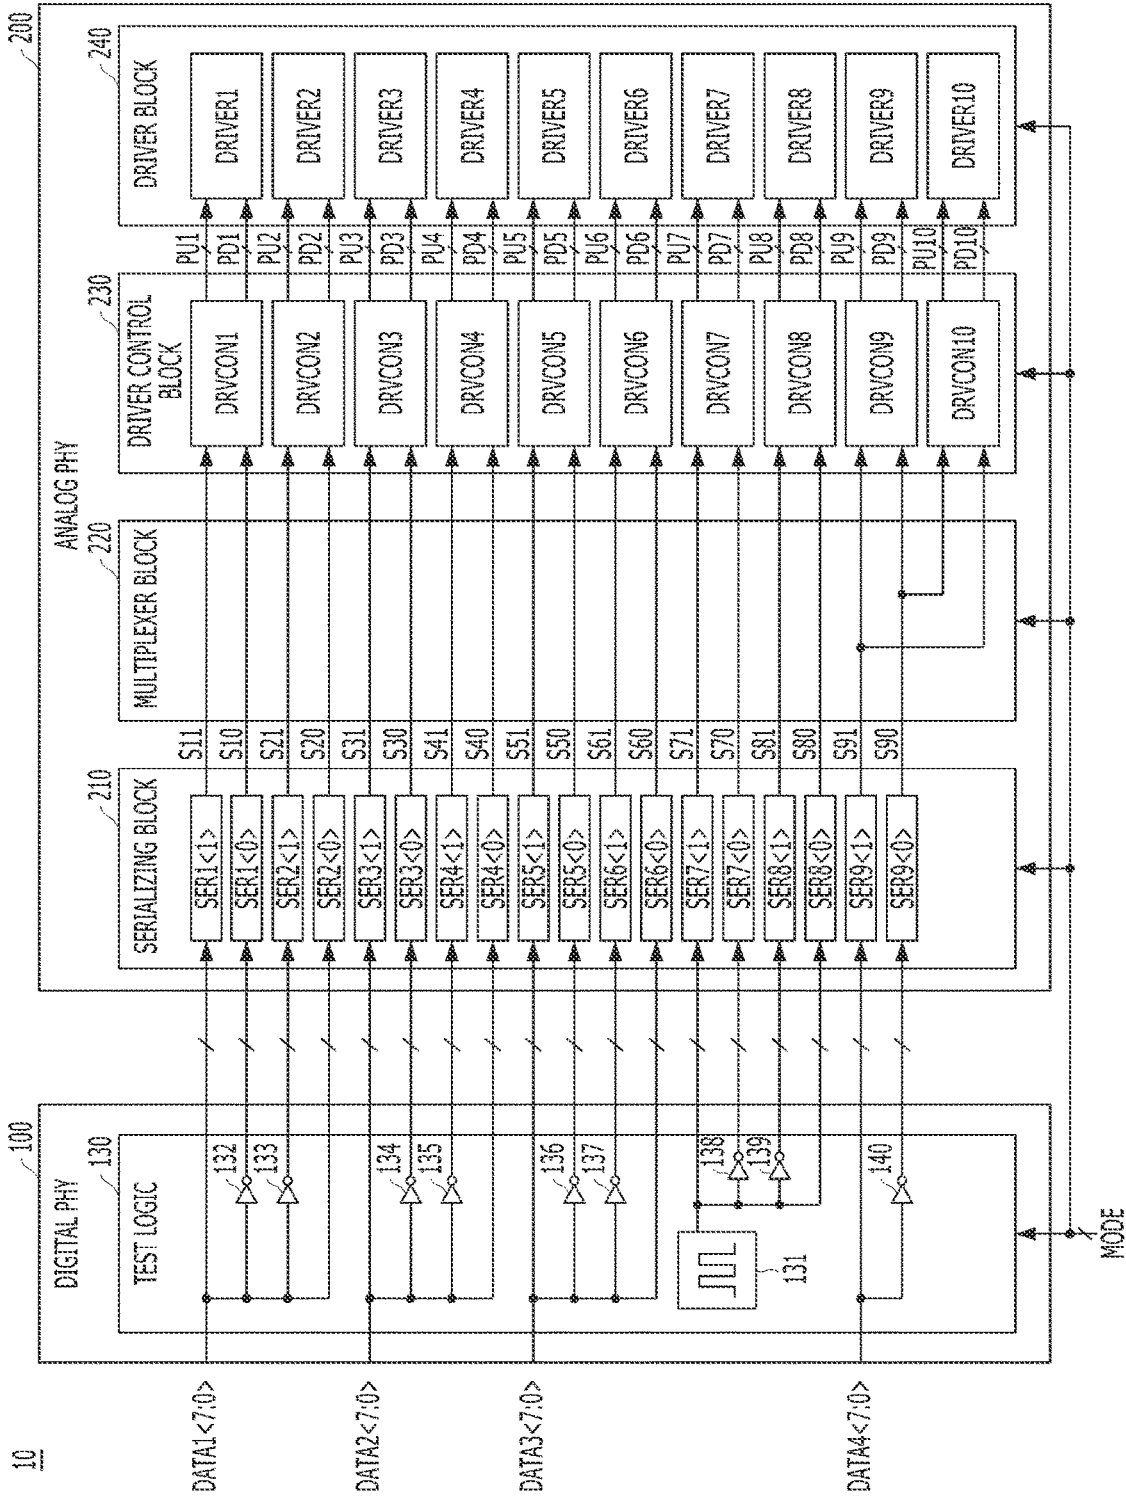 10
DIGITAL PHY
100
TEST LOGIC
130
DATA1<7:0>
DATA2<7:0>
DATA3<7:0>
DATA4<7:0>
132
133
134
135
136
137
131
138
139
140
MODE
ANALOG PHY
200
SERIALIZING BLOCK
210
SER1<1>
SER1<0>
SER2<1>
SER2<0>
SER3<1>
SER3<0>
SER4<1>
SER4<0>
SER5<1>
SER5<0>
SER6<1>
SER6<0>
SER7<1>
SER7<0>
SER8<1>
SER8<0>
SER9<1>
SER9<0>
S11
S10
S21
S20
S31
S30
S41
S40
S51
S50
S61
S60
S71
S70
S81
S80
S91
S90
MULTIPLEXER BLOCK
220
DRIVER CONTROL
BLOCK
230
DRVCON1
DRVCON2
DRVCON3
DRVCON4
DRVCON5
DRVCON6
DRVCON7
DRVCON8
DRVCON9
DRVCON10
PU1
PD1
PU2
PD2
PU3
PD3
PU4
PD4
PU5
PD5
PU6
PD6
PU7
PD7
PU8
PD8
PU9
PD9
PU10
PD10
DRIVER BLOCK
240
DRIVER1
DRIVER2
DRIVER3
DRIVER4
DRIVER5
DRIVER6
DRIVER7
DRIVER8
DRIVER9
DRIVER10